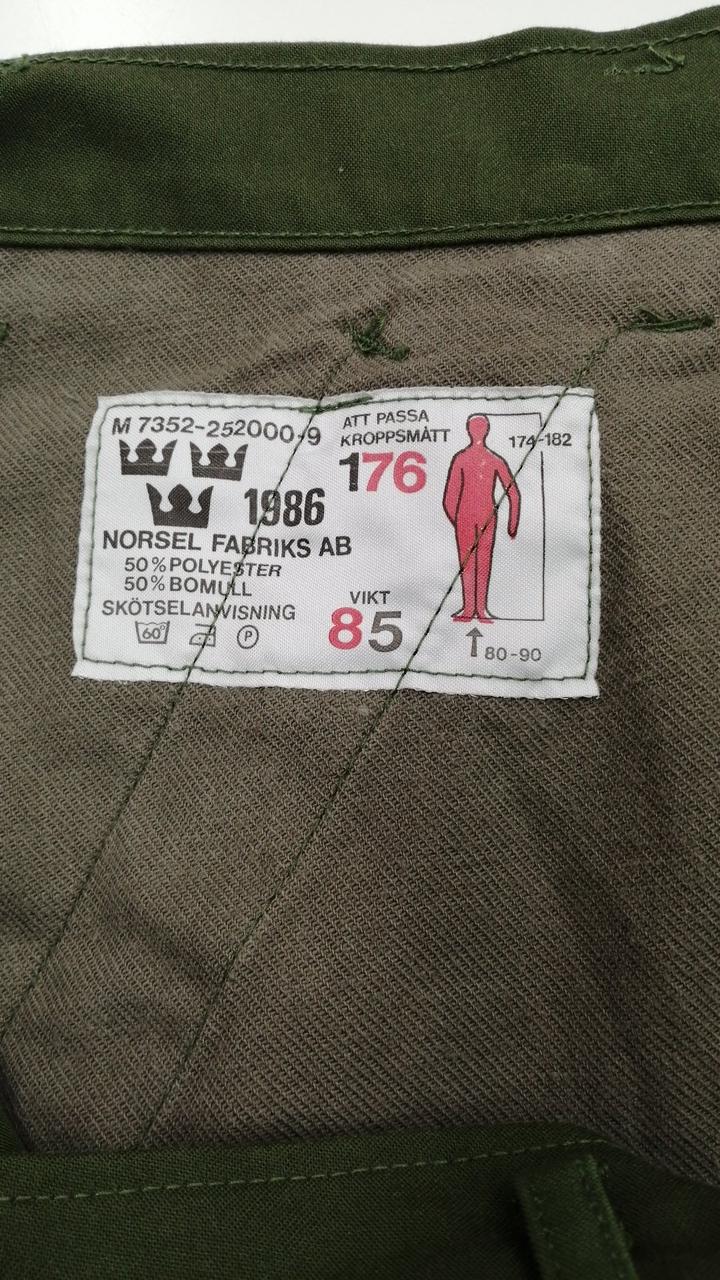 M 7352-252000-9
1986
NORSEL FABRIKS AB
50% POLYESTER
50% BOMULL
SKÖTSELANVISNING
60° P
ATT PASSA
KROPPSMÅTT
176
174-182
VIKT
85
80-90